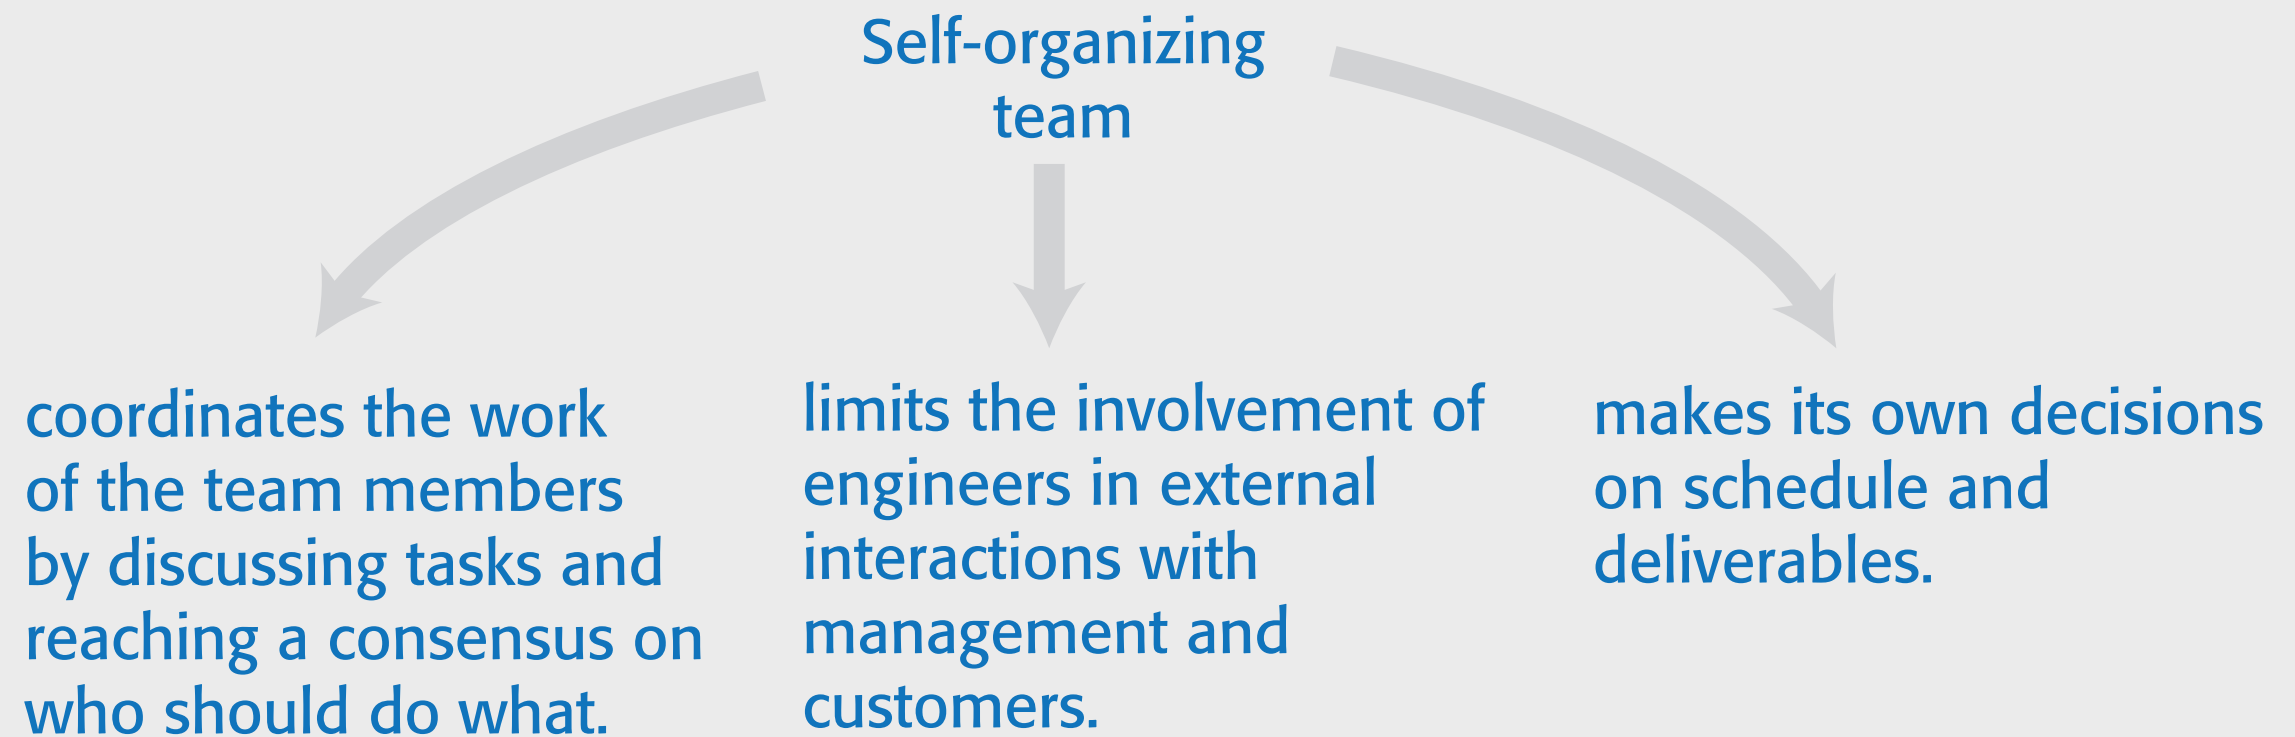 Self-organizing
team
coordinates the work
of the team members
by discussing tasks and
reaching a consensus on
who should do what.
limits the involvement of
engineers in external
interactions with
management and
customers.
makes its own decisions
on schedule and
deliverables.